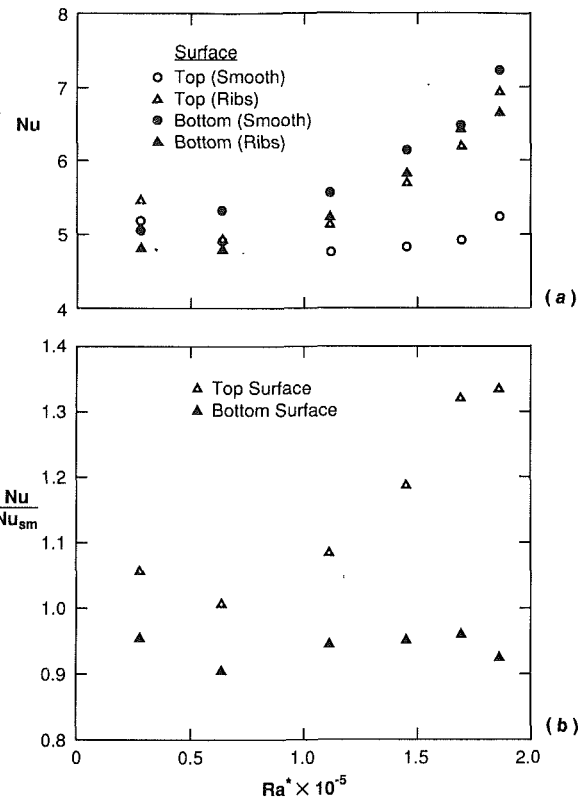 8
7
6
5
4
Nu
Surface
Top (Smooth)
Top (Ribs)
Bottom (Smooth)
Bottom (Ribs)
(a)
1.4
1.3
1.2
1.1
1.0
0.9
0.8
Nu
Nusm
Top Surface
Bottom Surface
(b)
0 0.5 1.0 1.5 2.0
Ra* × 10-5